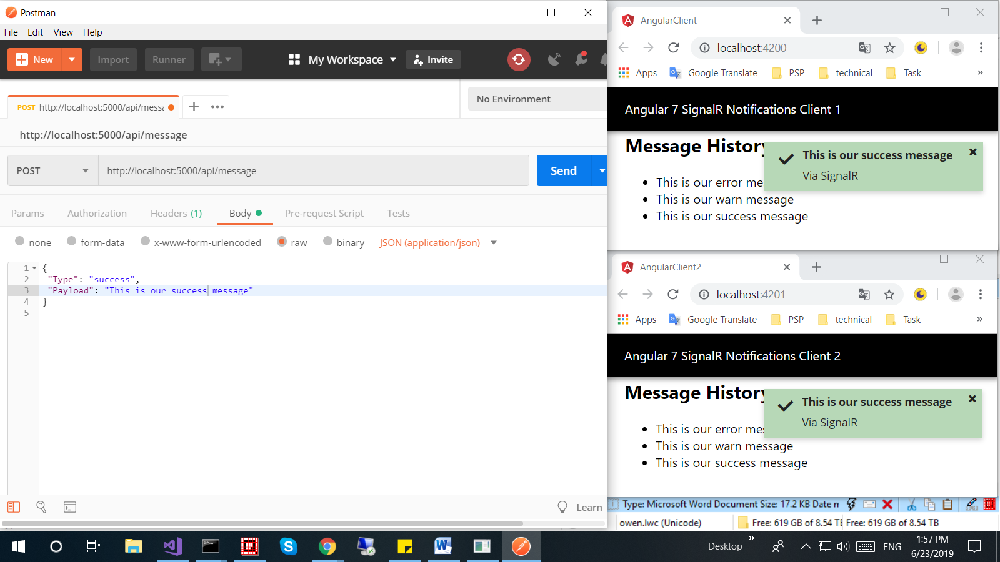 Postman
File Edit View Help
New
Import
Runner
My Workspace
Invite
POST http://localhost:5000/api/messa
No Environment
http://localhost:5000/api/message
POST
http://localhost:5000/api/message
Send
Params Authorization Headers (1) Body Pre-request Script Tests
none form-data x-www-form-urlencoded raw binary JSON (application/json)
1 {
2 "Type": "success",
3 "Payload": "This is our success message"
4 }
5
Learn
AngularClient
localhost:4200
Apps Google Translate PSP technical Task »
Angular 7 SignalR Notifications Client 1
Message History
This is our success message
Via SignalR
This is our error me
This is our warn message
This is our success message
AngularClient2
localhost:4201
Apps Google Translate PSP technical Task »
Angular 7 SignalR Notifications Client 2
Message History
This is our success message
Via SignalR
This is our error me
This is our warn message
This is our success message
Type: Microsoft Word Document Size: 17.2 KB Date m
owen.lwc (Unicode)
Free: 619 GB of 8.54 TE
Free: 619 GB of 8.54 TB
Desktop
»
ENG
1:57 PM
6/23/2019